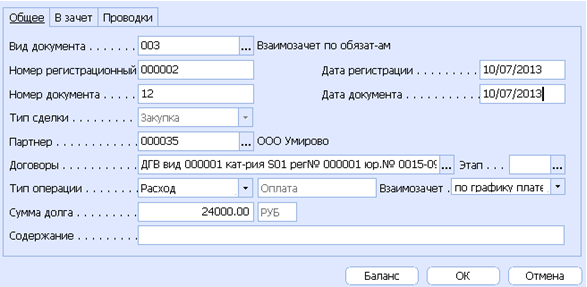 Общее В зачет Проводки
Вид документа . . . . . . . 003 ... Взаимозачет по обязат-ам
Номер регистрационный 000002 Дата регистрации . . . . . . . . . . 10/07/2013
Номер документа . . . . . 12 Дата документа . . . . . . . . . . . . 10/07/2013
Тип сделки . . . . . . . . . . Закупка
Партнер . . . . . . . . . . . . 000035 ... ООО Умирово
Договоры . . . . . . . . . . . ДГВ вид 000001 кат-рия S01 рег№ 000001 юр.№ 0015-09 ... Этап . . . ...
Тип операции . . . . . . . . Расход Оплата Взаимозачет . по графику плате
Сумма долга . . . . . . . . . 24000.00 РУБ
Содержание . . . . . . . . .
Баланс ОК Отмена